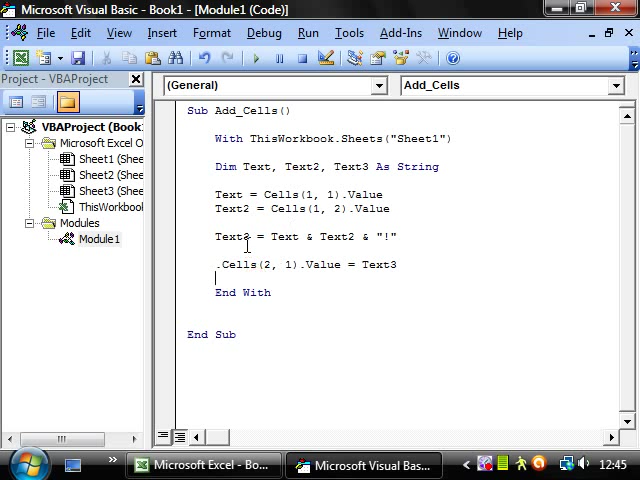 Microsoft Visual Basic - Book1 - [Module1 (Code)]
File Edit View Insert Format Debug Run Tools Add-Ins Window Help
Project - VBAProject
(General) Add_Cells
VBAProject (Book
Microsoft Excel O
Sheet1 (Shee
Sheet2 (Shee
Sheet3 (Shee
ThisWorkboo
Modules
Module1
Sub Add_Cells()
With ThisWorkbook.Sheets("Sheet1")
Dim Text, Text2, Text3 As String
Text = Cells(1, 1).Value
Text2 = Cells(1, 2).Value
Text3 = Text & Text2 & "!"
.Cells(2, 1).Value = Text3
End With
End Sub
Microsoft Excel - Bo... Microsoft Visual Bas... 12:45